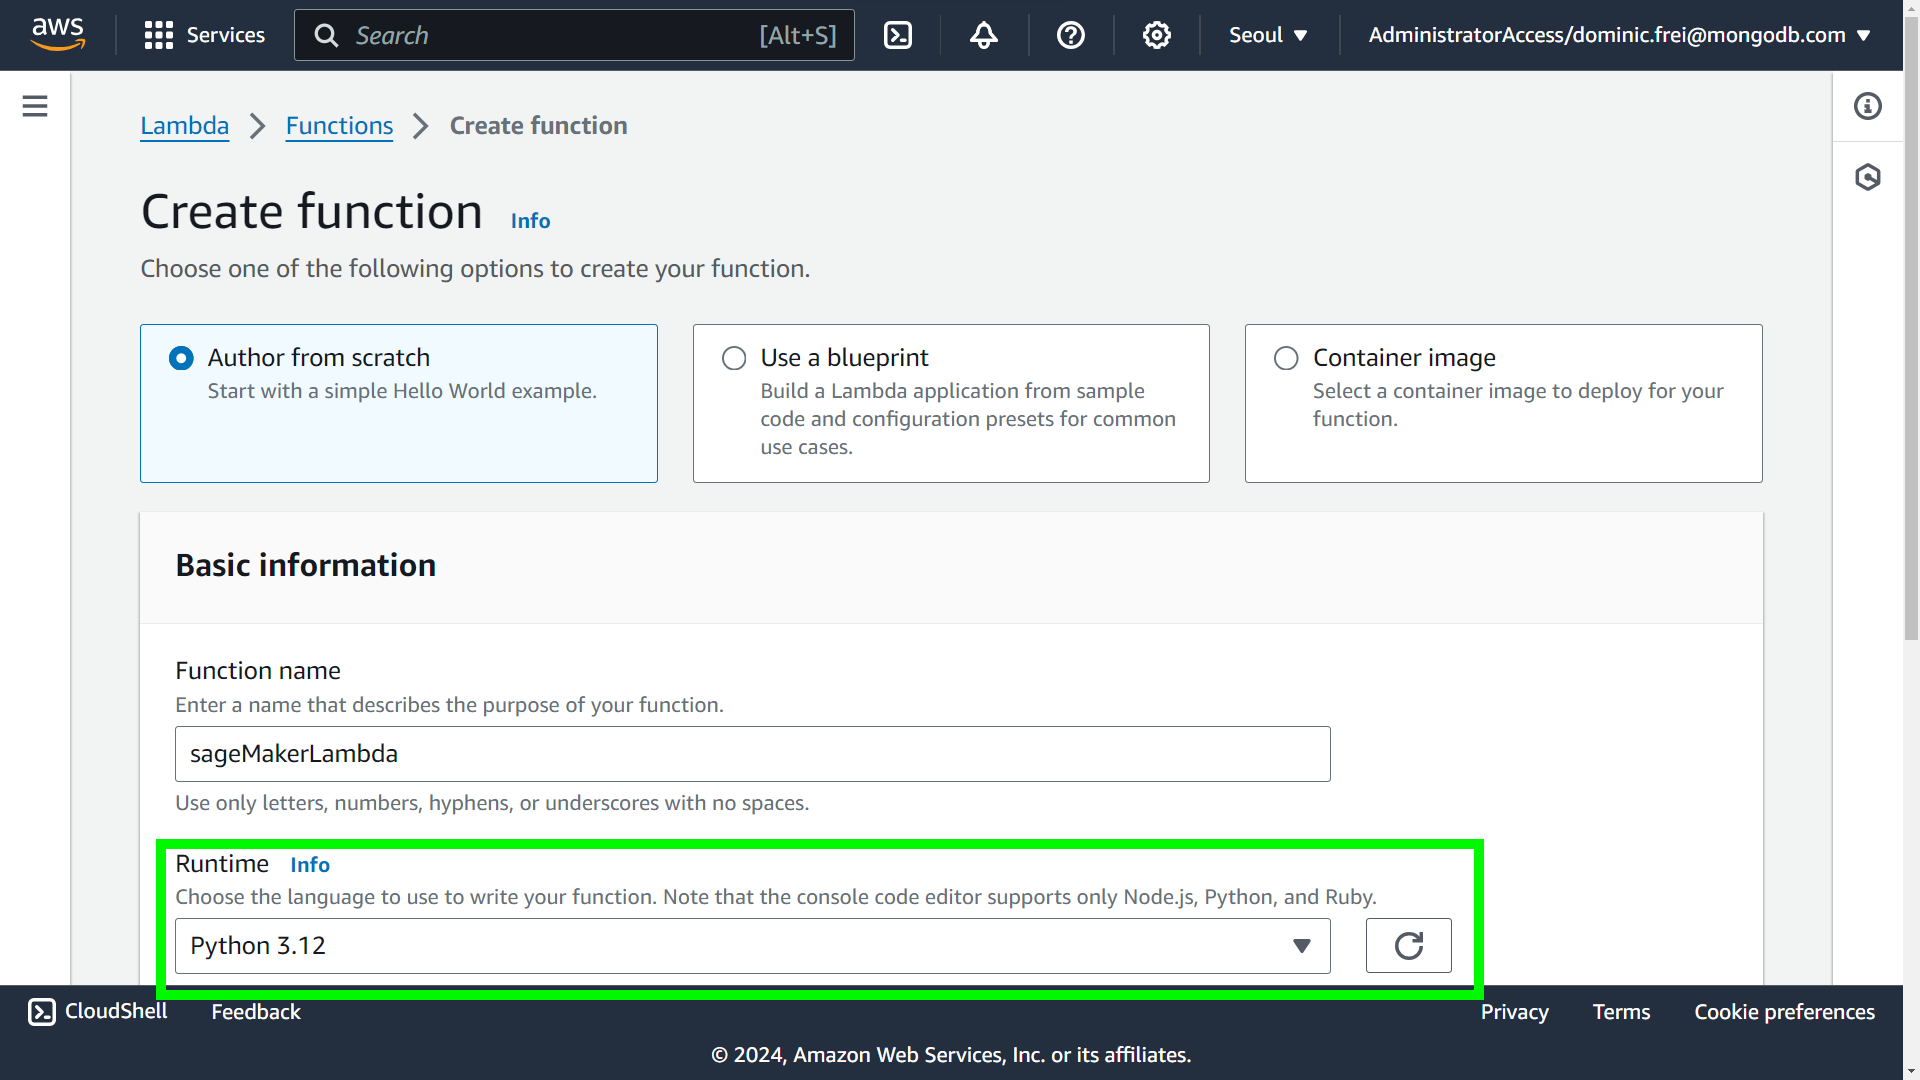 aws Services Search [Alt+S] Seoul AdministratorAccess/dominic.frei@mongodb.com
Lambda Functions Create function
Create function Info
Choose one of the following options to create your function.
Author from scratch
Start with a simple Hello World example.
Use a blueprint
Build a Lambda application from sample
code and configuration presets for common
use cases.
Container image
Select a container image to deploy for your
function.
Basic information
Function name
Enter a name that describes the purpose of your function.
sageMakerLambda
Use only letters, numbers, hyphens, or underscores with no spaces.
Runtime Info
Choose the language to use to write your function. Note that the console code editor supports only Node.js, Python, and Ruby.
Python 3.12
CloudShell Feedback Privacy Terms Cookie preferences
© 2024, Amazon Web Services, Inc. or its affiliates.